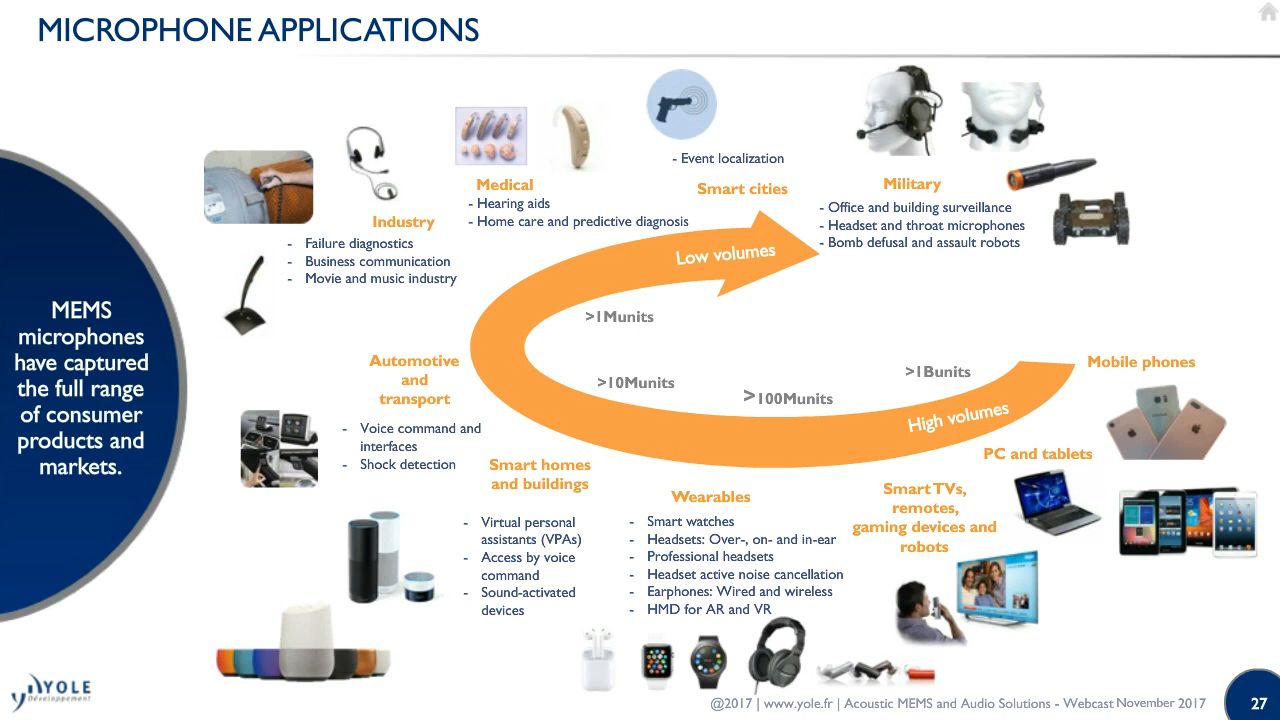 MICROPHONE APPLICATIONS
MEMS
microphones
have captured
the full range
of consumer
products and
markets.
Industry
- Failure diagnostics
- Business communication
- Movie and music industry
Medical
- Hearing aids
- Home care and predictive diagnosis
- Event localization
Smart cities
Military
- Office and building surveillance
- Headset and throat microphones
- Bomb defusal and assault robots
Low volumes
>1Munits
>10Munits
>100Munits
>1Bunits
High volumes
Automotive
and
transport
- Voice command and
interfaces
- Shock detection
Smart homes
and buildings
- Virtual personal
assistants (VPAs)
- Access by voice
command
- Sound-activated
devices
Wearables
- Smart watches
- Headsets: Over-, on- and in-ear
- Professional headsets
- Headset active noise cancellation
- Earphones: Wired and wireless
- HMD for AR and VR
Smart TVs,
remotes,
gaming devices and
robots
PC and tablets
Mobile phones
YOLE
Développement
@2017 | www.yole.fr | Acoustic MEMS and Audio Solutions - Webcast November 2017
27